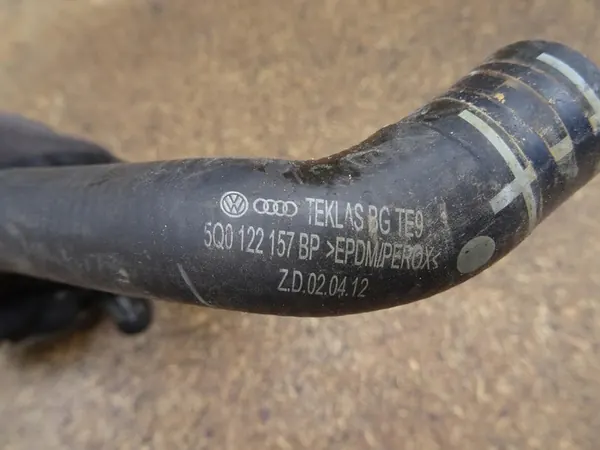 TEKLAS BG TE9
5Q0 122 157 BP >EPDM/PEROX<
Z.D.02.04.12